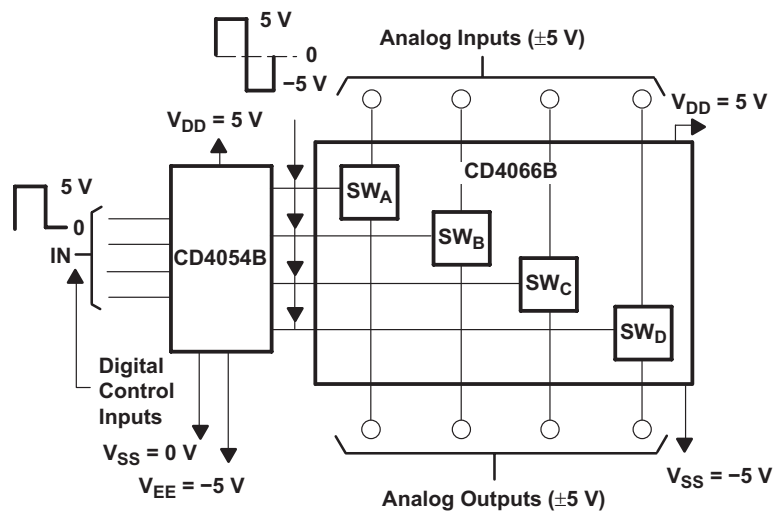 5 V
0
−5 V
Analog Inputs (±5 V)
V_DD = 5 V
V_DD = 5 V
5 V
0
IN
CD4054B
CD4066B
SW_A
SW_B
SW_C
SW_D
Digital
Control
Inputs
V_SS = 0 V
V_EE = −5 V
V_SS = −5 V
Analog Outputs (±5 V)